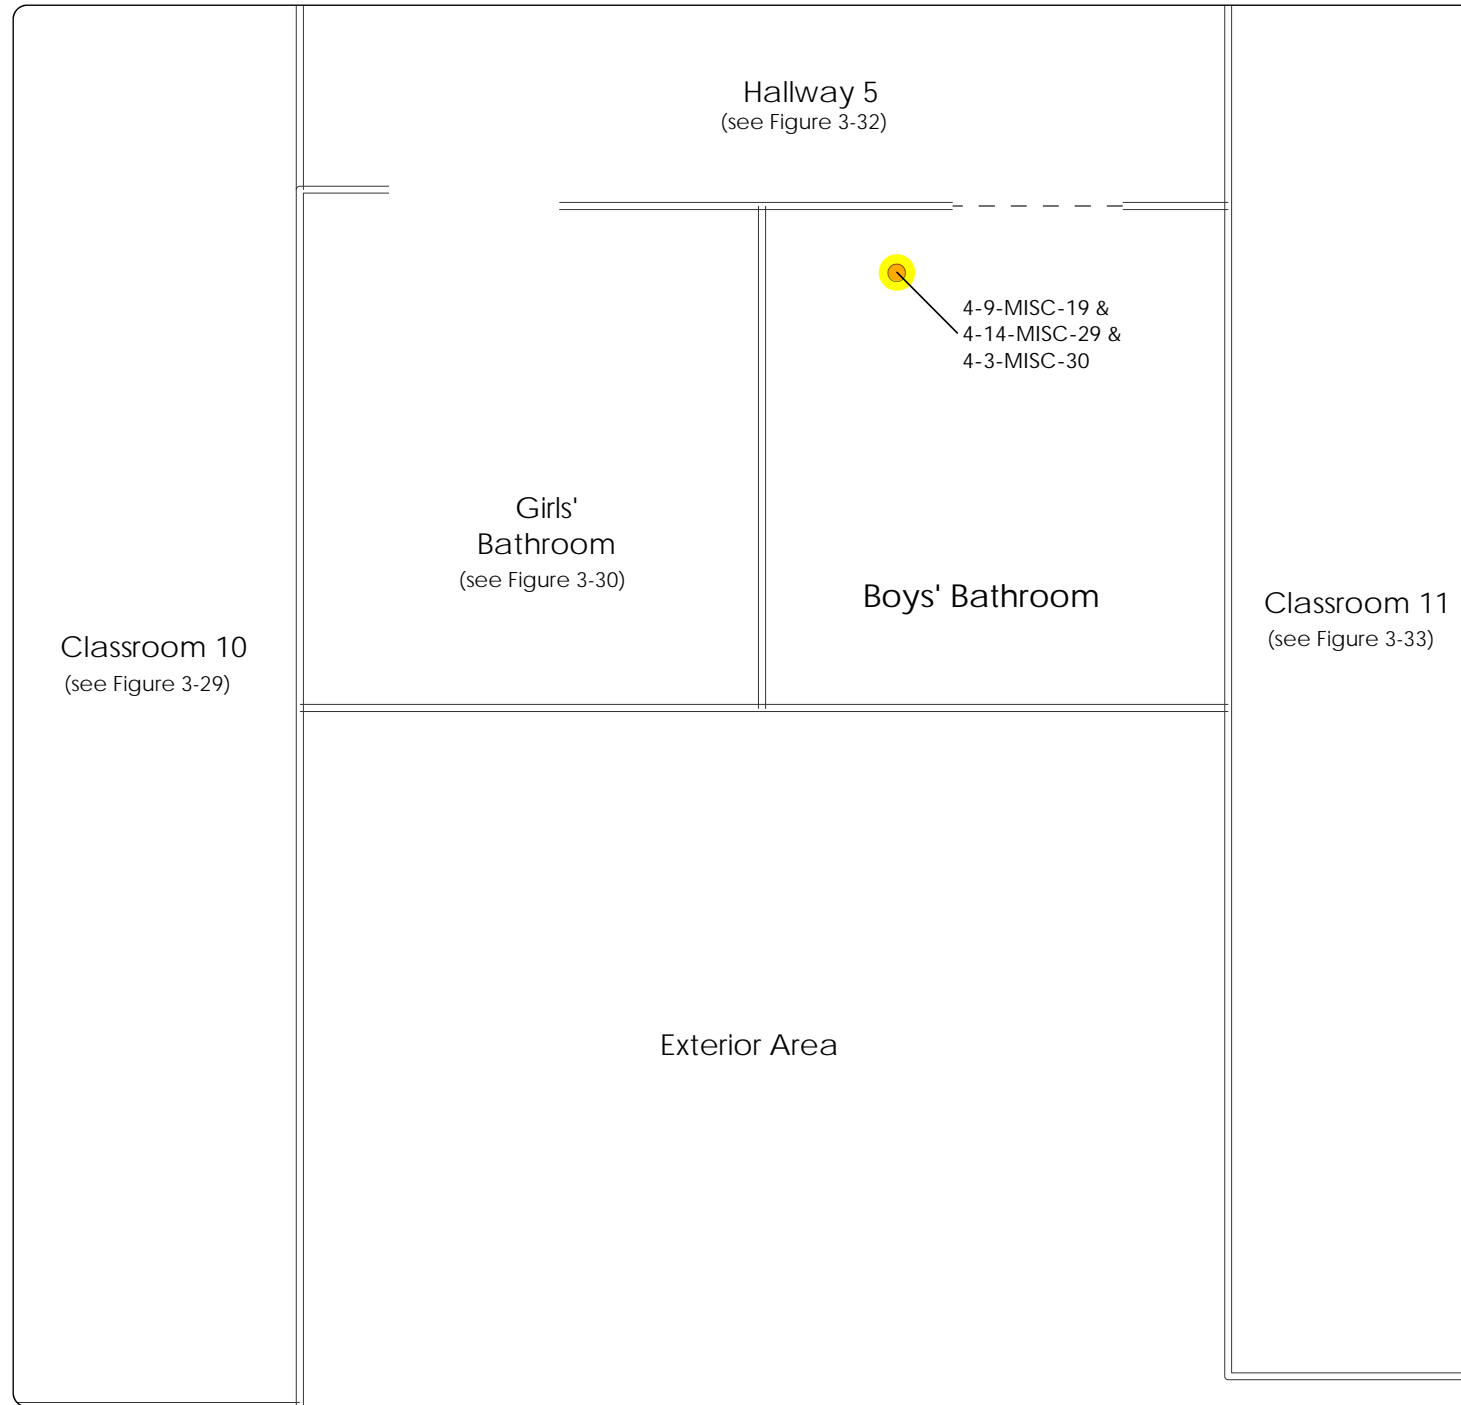 Hallway 5
(see Figure 3-32)
4-9-MISC-19 &
4-14-MISC-29 &
4-3-MISC-30
Girls'
Bathroom
(see Figure 3-30)
Boys' Bathroom
Classroom 11
(see Figure 3-33)
Classroom 10
(see Figure 3-29)
Exterior Area